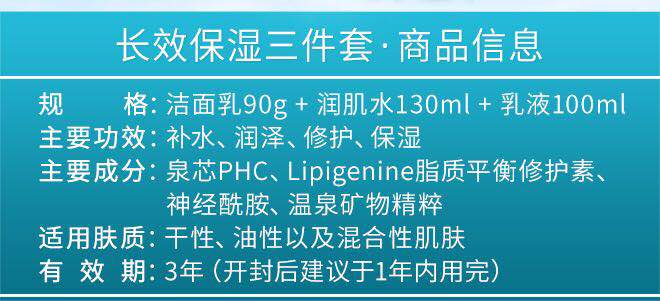 长效保湿三件套·商品信息
规 格：洁面乳90g + 润肌水130ml + 乳液100ml
主要功效：补水、润泽、修护、保湿
主要成分：泉芯PHC、Lipigenine脂质平衡修护素、
神经酰胺、温泉矿物精粹
适用肤质：干性、油性以及混合性肌肤
有 效 期：3年（开封后建议于1年内用完）